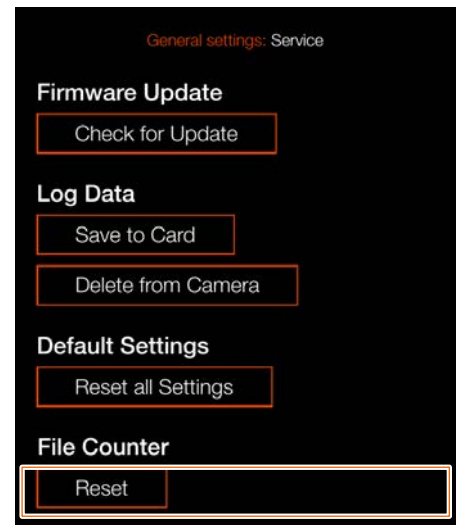 General settings: Service
Firmware Update
Check for Update
Log Data
Save to Card
Delete from Camera
Default Settings
Reset all Settings
File Counter
Reset